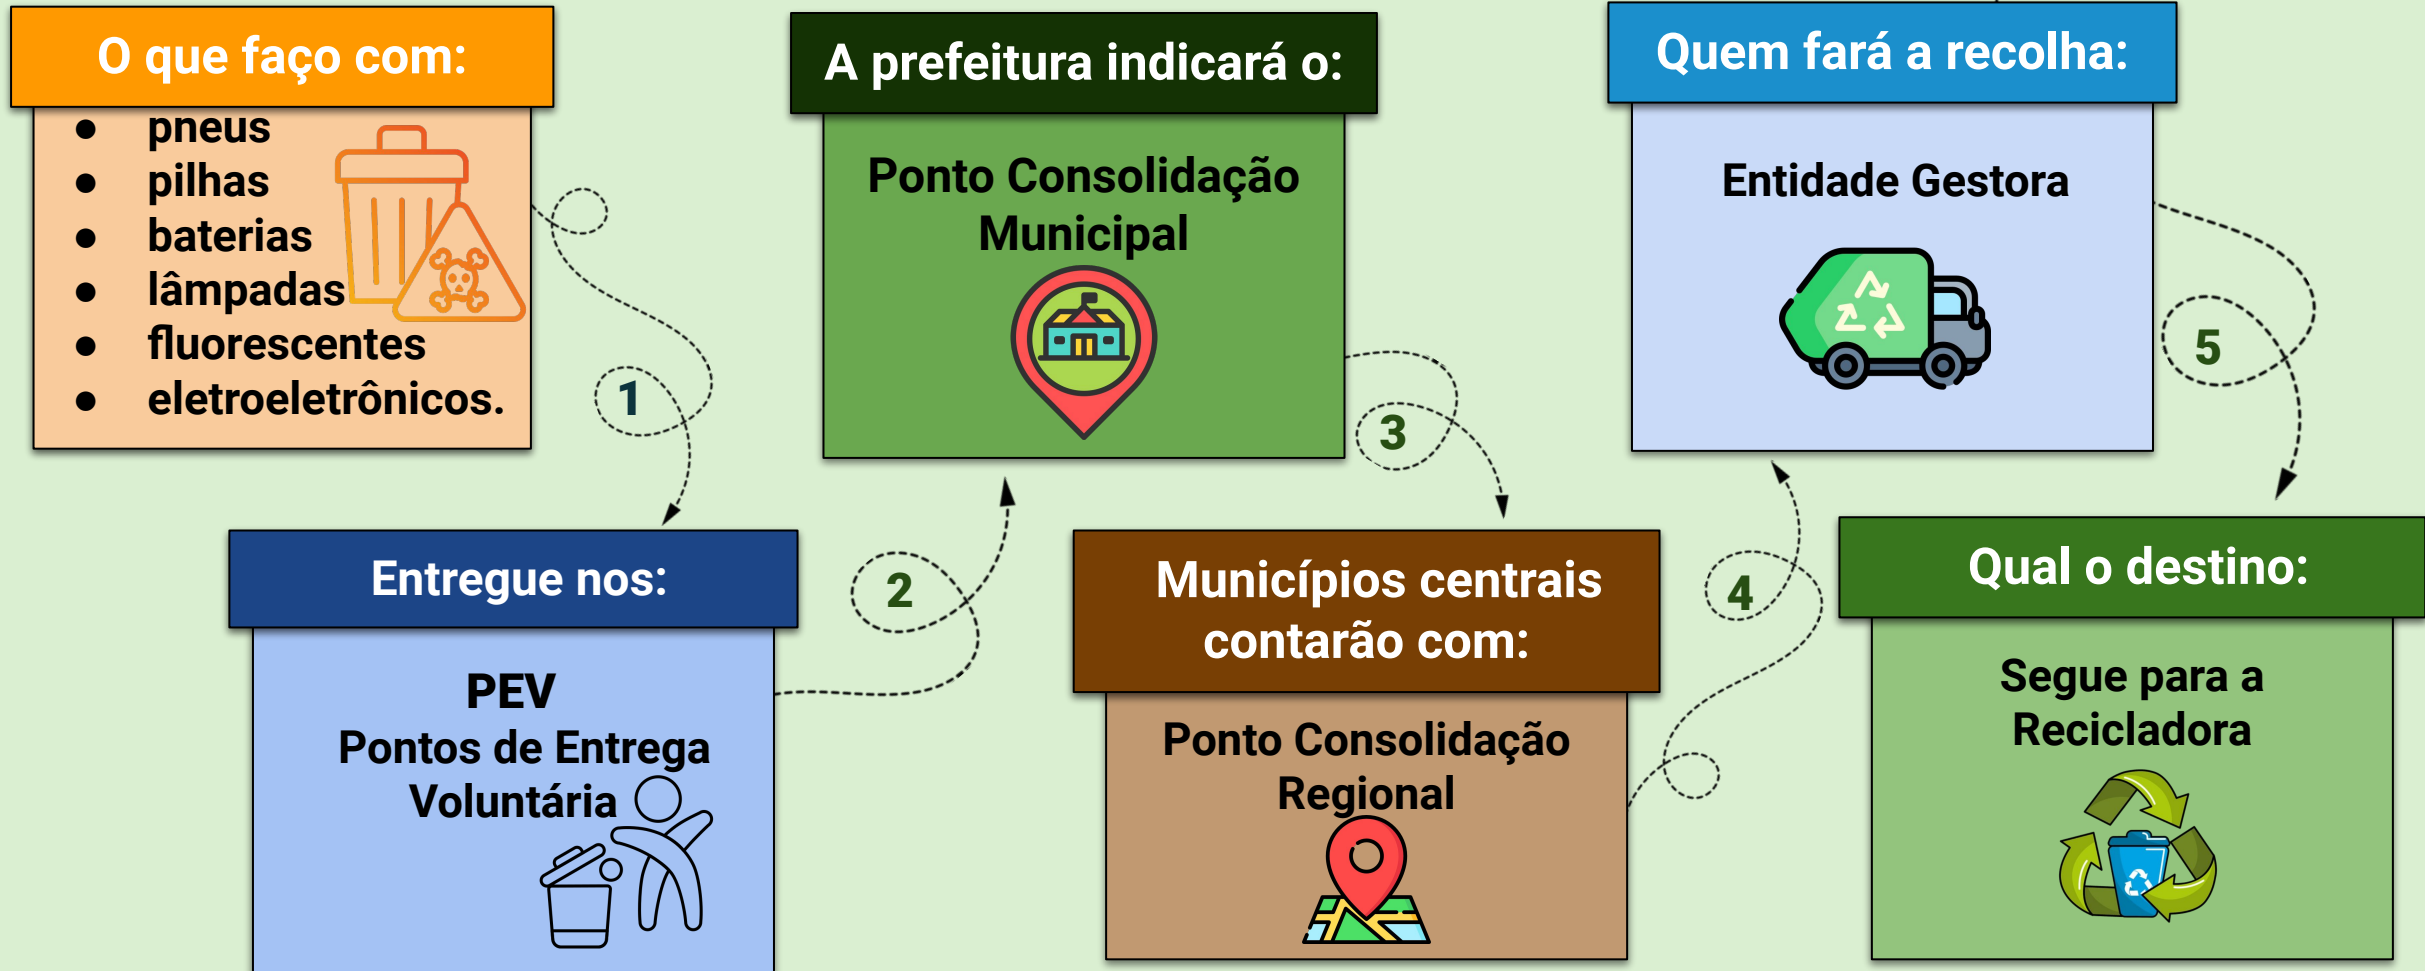 O que faço com:
● pneus
● pilhas
● baterias
● lâmpadas
● fluorescentes
● eletroeletrônicos.
1
Entregue nos:
PEV
Pontos de Entrega
Voluntária
2
A prefeitura indicará o:
Ponto Consolidação
Municipal
3
Municípios centrais
contarão com:
Ponto Consolidação
Regional
4
Quem fará a recolha:
Entidade Gestora
5
Qual o destino:
Segue para a
Recicladora